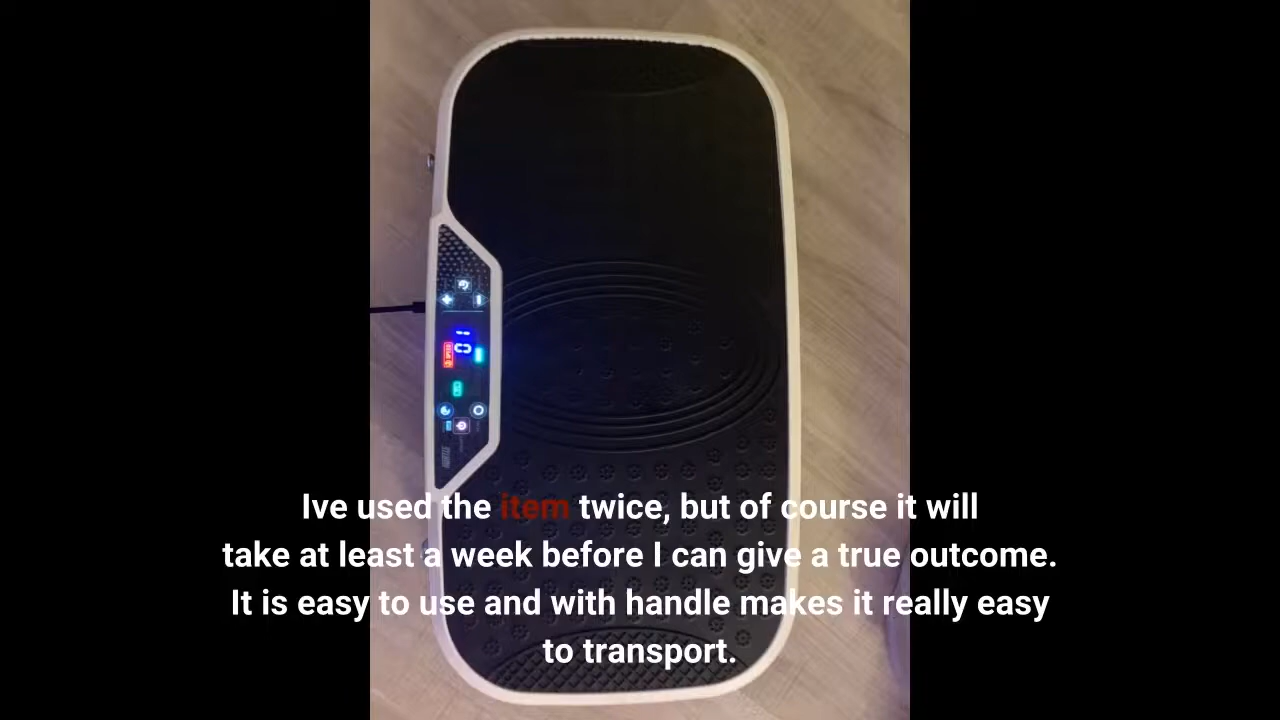 Ive used the item twice, but of course it will
take at least a week before I can give a true outcome.
It is easy to use and with handle makes it really easy
to transport.